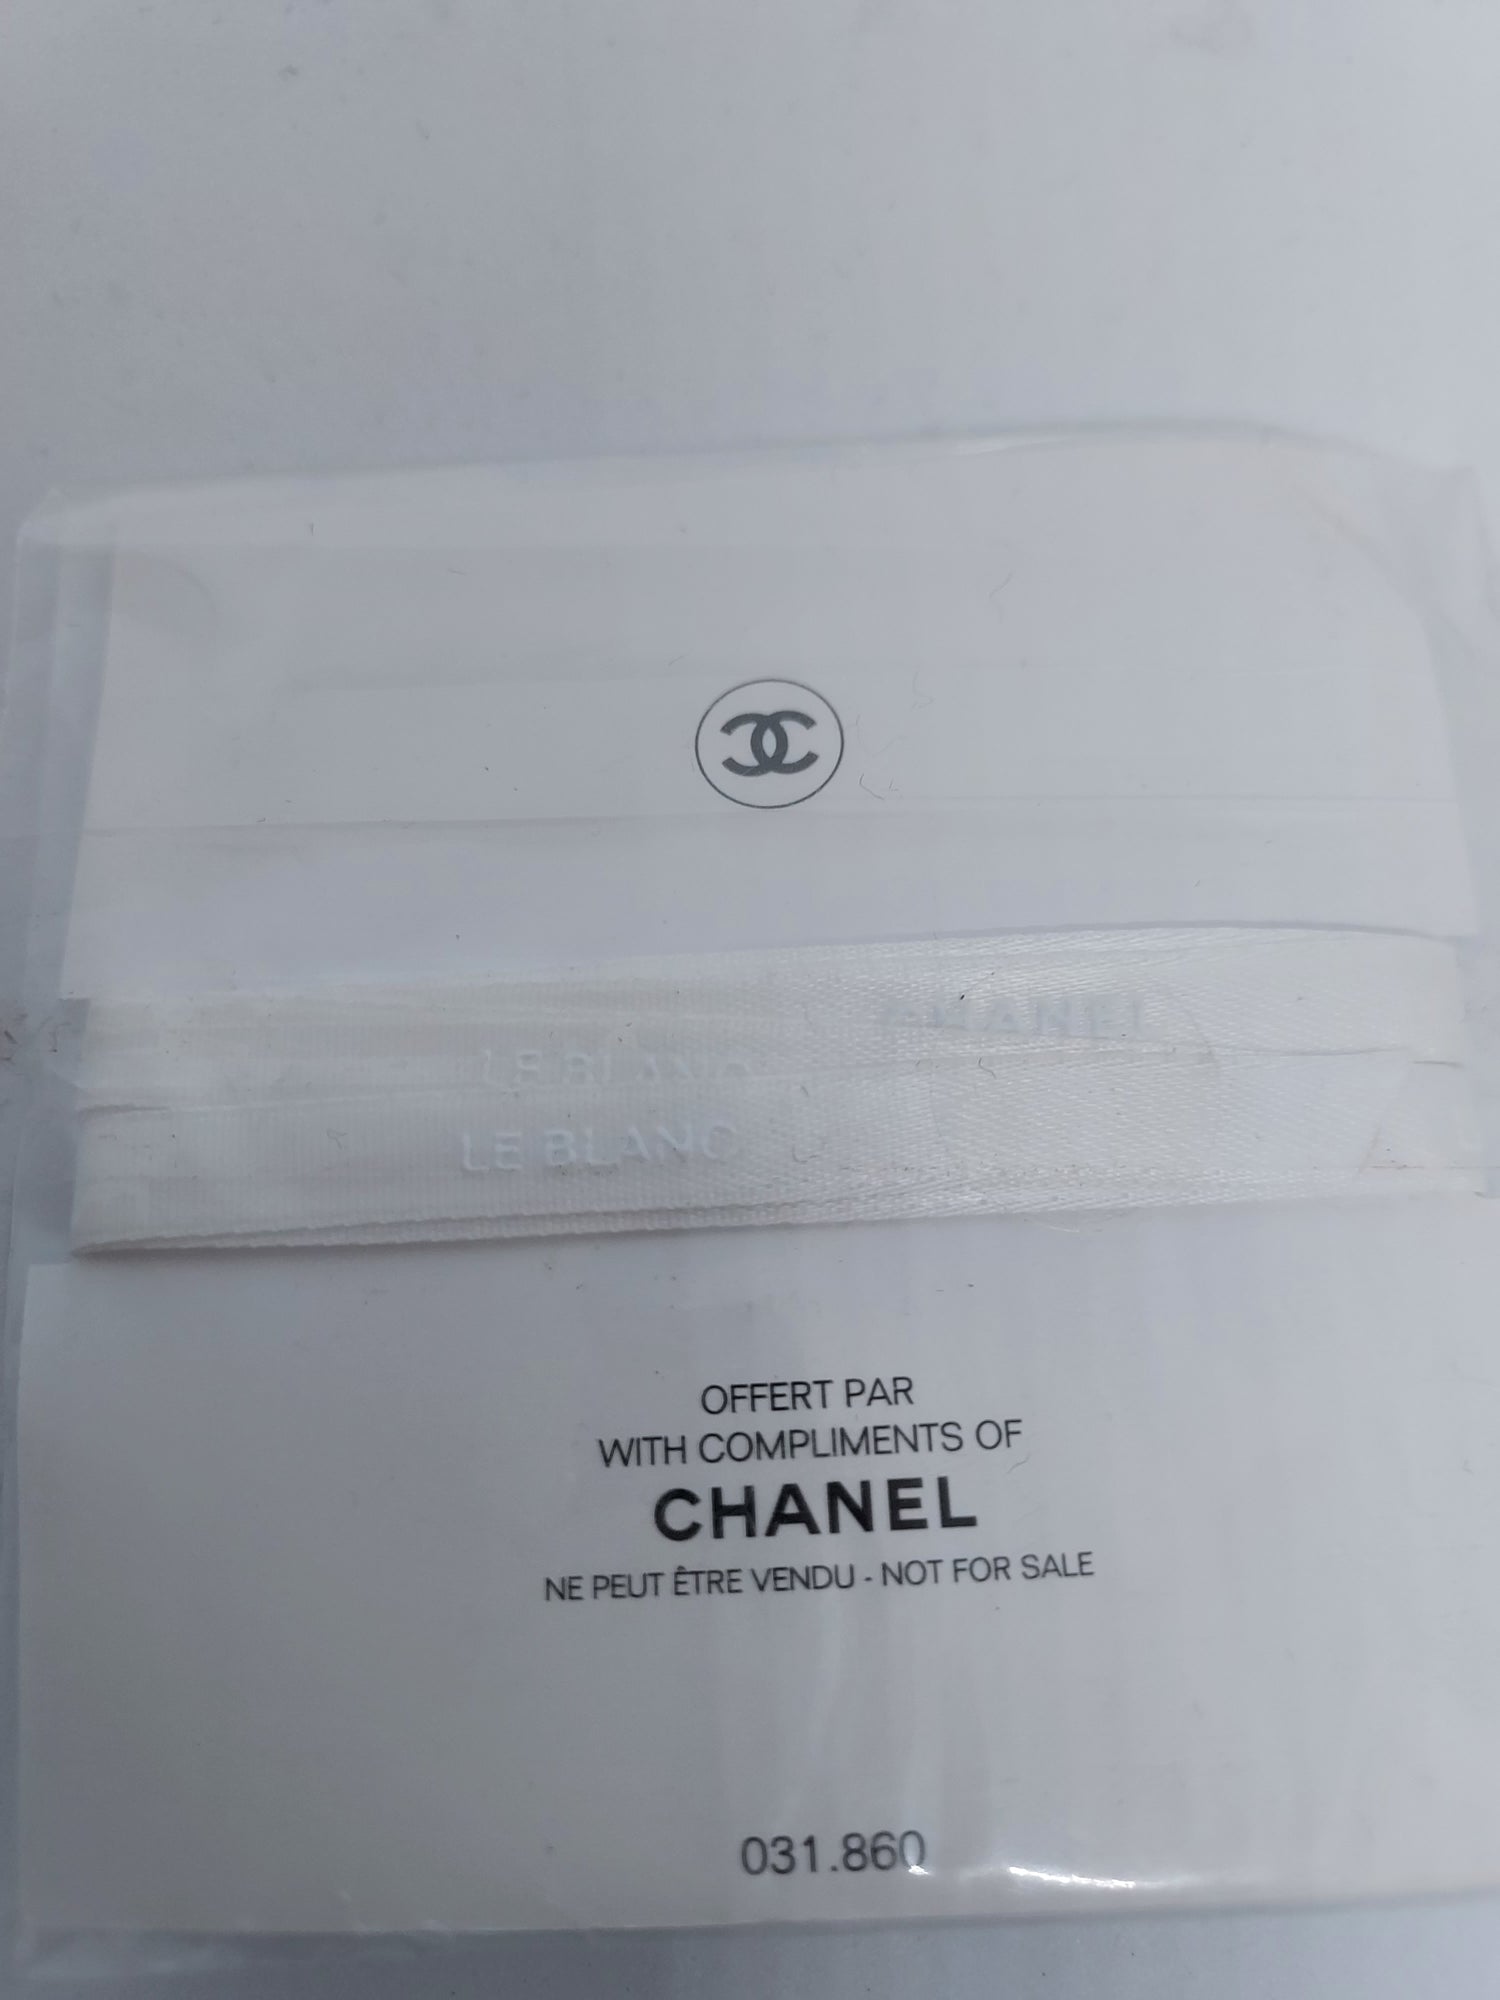 CHANEL
LE BLANC
LE BLANC
OFFERT PAR
WITH COMPLIMENTS OF
CHANEL
NE PEUT ÊTRE VENDU - NOT FOR SALE
031.860